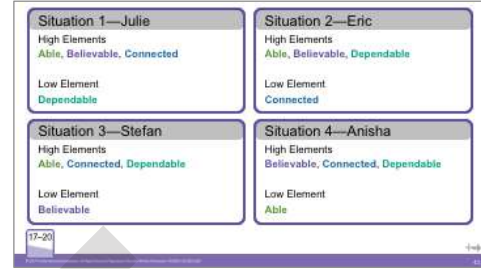 Situation 1—Julie
High Elements
Able, Believable, Connected
Low Element
Dependable
Situation 2—Eric
High Elements
Able, Believable, Dependable
Low Element
Connected
Situation 3—Stefan
High Elements
Able, Connected, Dependable
Low Element
Believable
Situation 4—Anisha
High Elements
Believable, Connected, Dependable
Low Element
Able
17–20